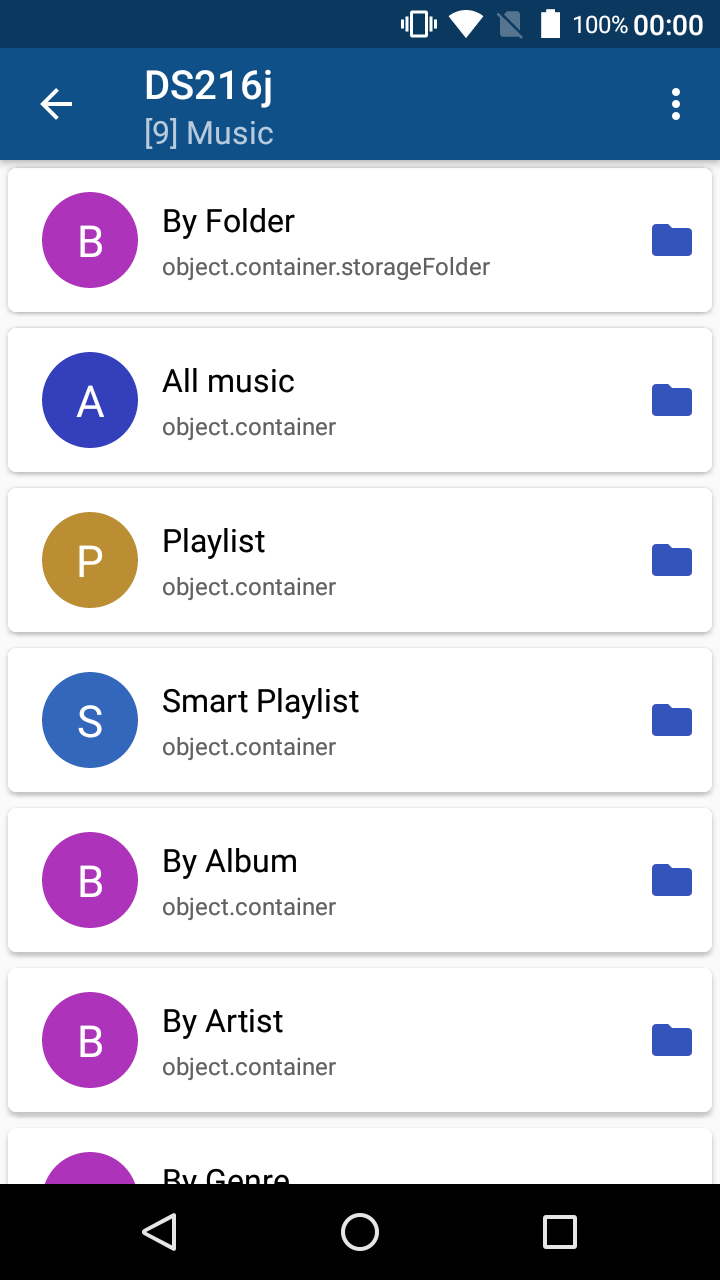 100% 00:00
DS216j
[9] Music
B
By Folder
object.container.storageFolder
A
All music
object.container
P
Playlist
object.container
S
Smart Playlist
object.container
B
By Album
object.container
B
By Artist
object.container
By Genre